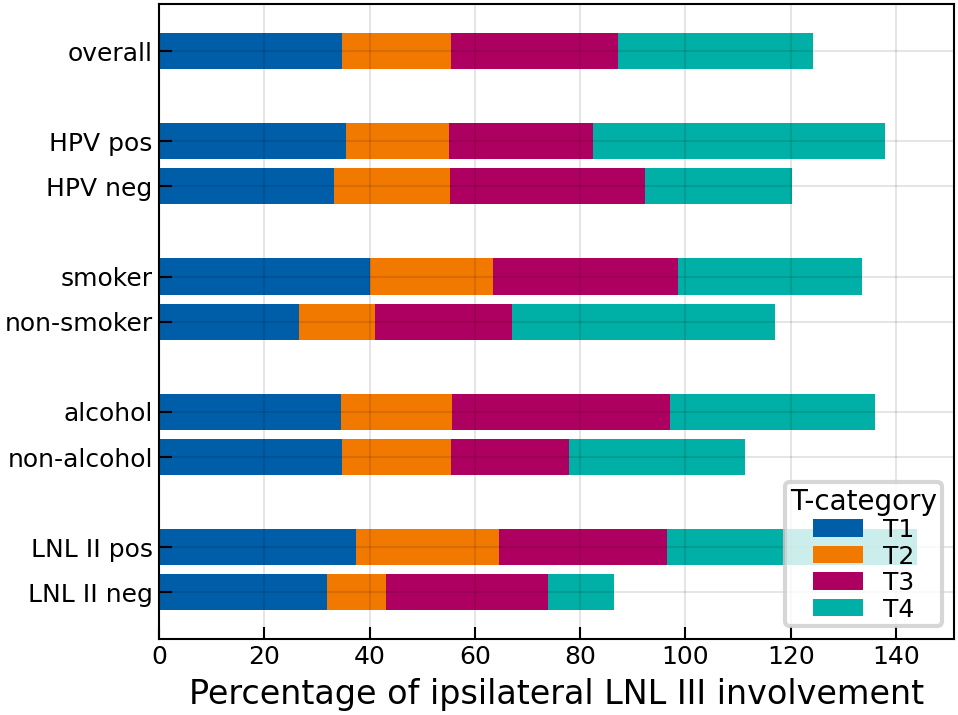 overall
HPV pos
HPV neg
smoker
non-smoker
alcohol
non-alcohol
LNL II pos
LNL II neg
T-category
T1
T2
T3
T4
0 20 40 60 80 100 120 140
Percentage of ipsilateral LNL III involvement